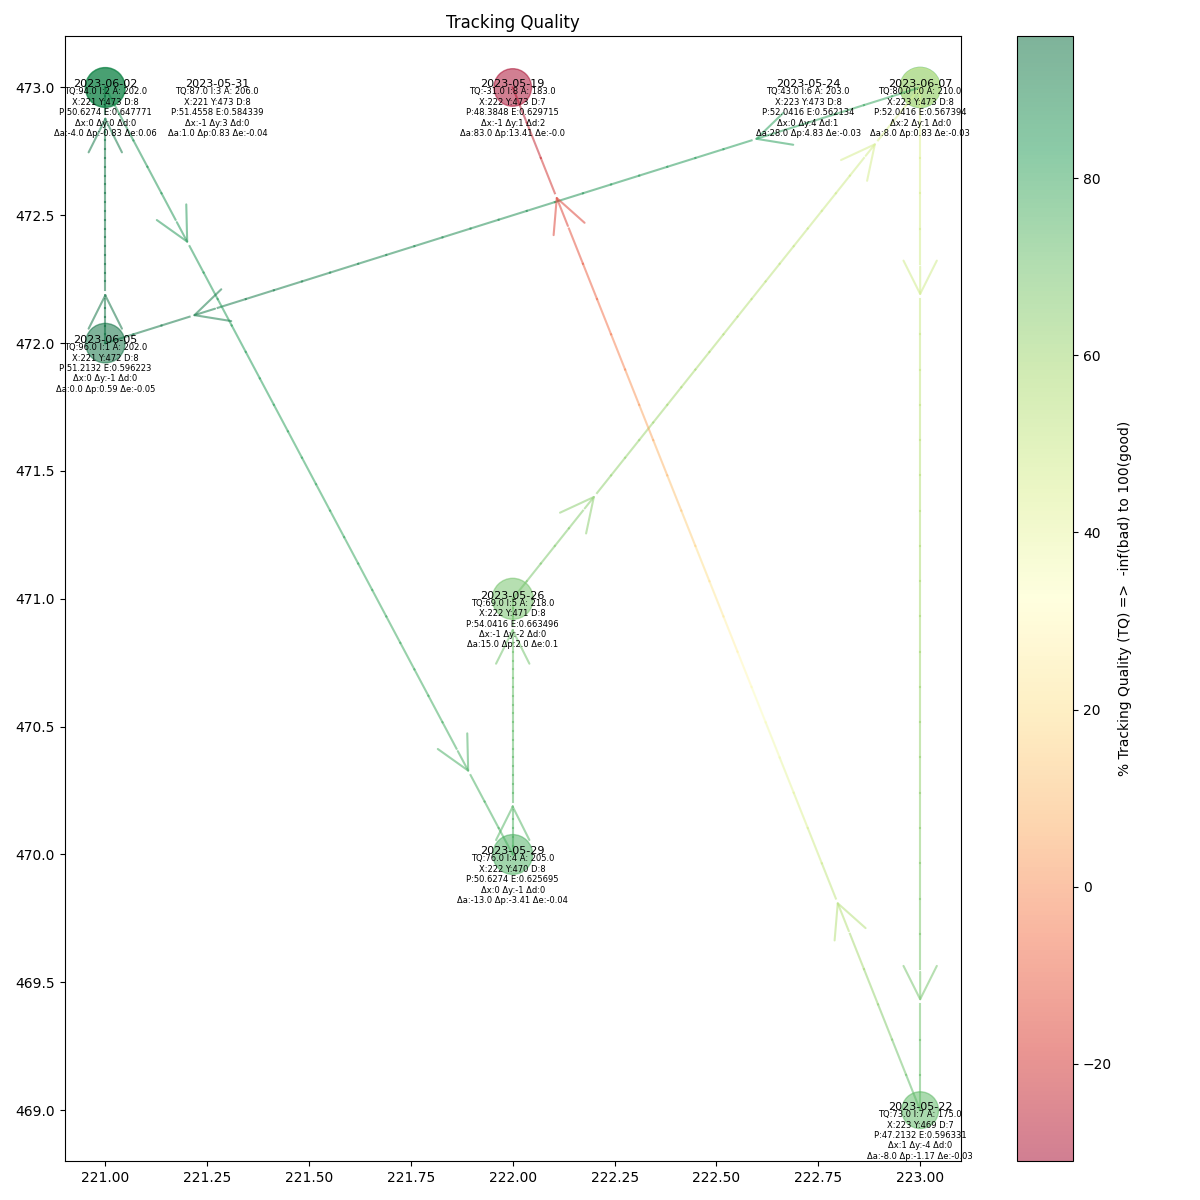 Tracking Quality
2023-06-02
TQ:94.0 I:2 A: 202.0
X:221 Y:473 D:8
P:50.6274 E:0.647771
Δx:0 Δy:0 Δd:0
Δa:-4.0 Δp:-0.83 Δe:0.06
2023-05-31
TQ:87.0 I:3 A: 206.0
X:221 Y:473 D:8
P:51.4558 E:0.584339
Δx:-1 Δy:3 Δd:0
Δa:1.0 Δp:0.83 Δe:-0.04
2023-05-19
TQ:-31.0 I:8 A: 183.0
X:222 Y:473 D:7
P:48.3848 E:0.629715
Δx:-1 Δy:1 Δd:2
Δa:83.0 Δp:13.41 Δe:-0.0
2023-05-24
TQ:43.0 I:6 A: 203.0
X:223 Y:473 D:8
P:52.0416 E:0.562134
Δx:0 Δy:4 Δd:1
Δa:28.0 Δp:4.83 Δe:-0.03
2023-06-07
TQ:80.0 I:0 A: 210.0
X:223 Y:473 D:8
P:52.0416 E:0.567394
Δx:2 Δy:1 Δd:0
Δa:8.0 Δp:0.83 Δe:-0.03
2023-06-05
TQ:96.0 I:1 A: 202.0
X:221 Y:472 D:8
P:51.2132 E:0.596223
Δx:0 Δy:-1 Δd:0
Δa:0.0 Δp:0.59 Δe:-0.05
2023-05-26
TQ:69.0 I:5 A: 218.0
X:222 Y:471 D:8
P:54.0416 E:0.663496
Δx:-1 Δy:-2 Δd:0
Δa:15.0 Δp:2.0 Δe:0.1
2023-05-29
TQ:76.0 I:4 A: 205.0
X:222 Y:470 D:8
P:50.6274 E:0.625695
Δx:0 Δy:-1 Δd:0
Δa:-13.0 Δp:-3.41 Δe:-0.04
2023-05-22
TQ:73.0 I:7 A: 175.0
X:223 Y:469 D:7
P:47.2132 E:0.596331
Δx:1 Δy:-4 Δd:0
Δa:-8.0 Δp:-1.17 Δe:-0.03
473.0
472.5
472.0
471.5
471.0
470.5
470.0
469.5
469.0
221.00
221.25
221.50
221.75
222.00
222.25
222.50
222.75
223.00
80
60
40
20
0
−20
% Tracking Quality (TQ) => -inf(bad) to 100(good)